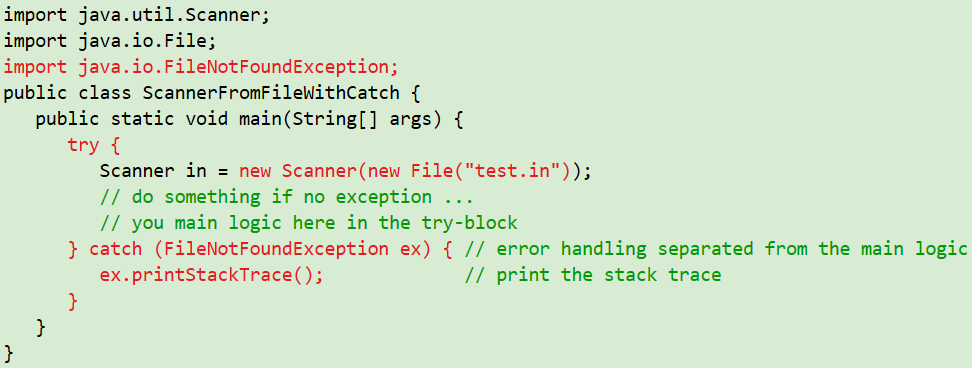 import java.util.Scanner;
import java.io.File;
import java.io.FileNotFoundException;
public class ScannerFromFileWithCatch {
   public static void main(String[] args) {
      try {
         Scanner in = new Scanner(new File("test.in"));
         // do something if no exception ...
         // you main logic here in the try-block
      } catch (FileNotFoundException ex) { // error handling separated from the main logic
         ex.printStackTrace();             // print the stack trace
      }
   }
}